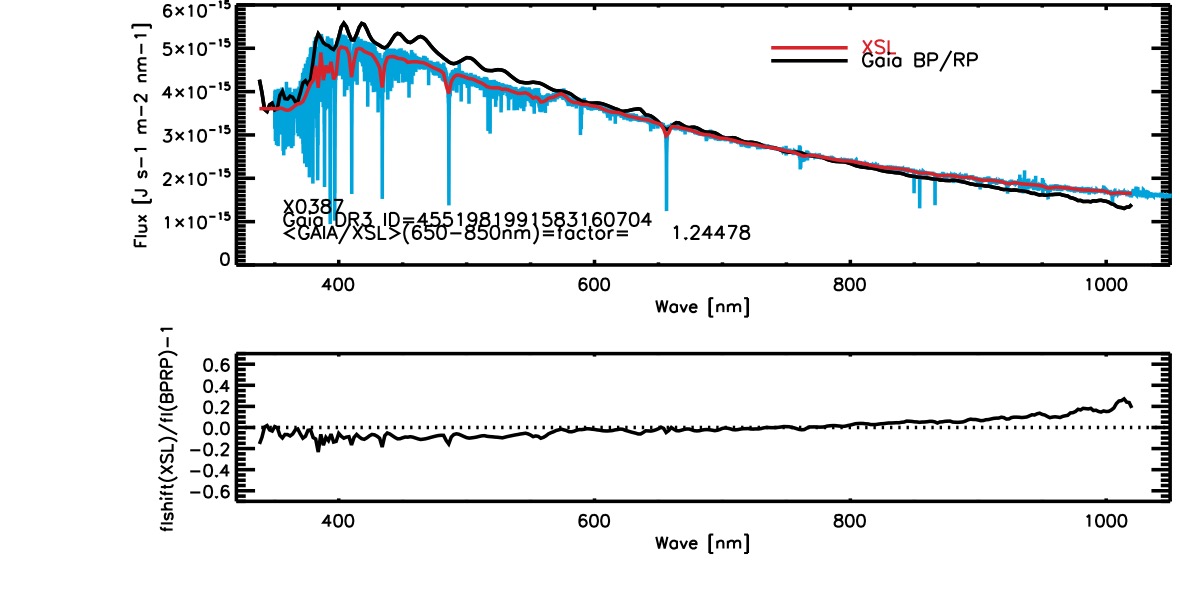 6×10⁻¹⁵
5×10⁻¹⁵
4×10⁻¹⁵
3×10⁻¹⁵
2×10⁻¹⁵
1×10⁻¹⁵
0
Flux [J s−1 m−2 nm−1]
XSL
Gaia BP/RP
X0387
Gaia DR3 ID=4551981991583160704
<GAIA/XSL>(650−850nm)=factor= 1.24478
400 600 800 1000
Wave [nm]
flshift(XSL)/fl(BPRP)−1
0.6
0.4
0.2
0.0
−0.2
−0.4
−0.6
400 600 800 1000
Wave [nm]